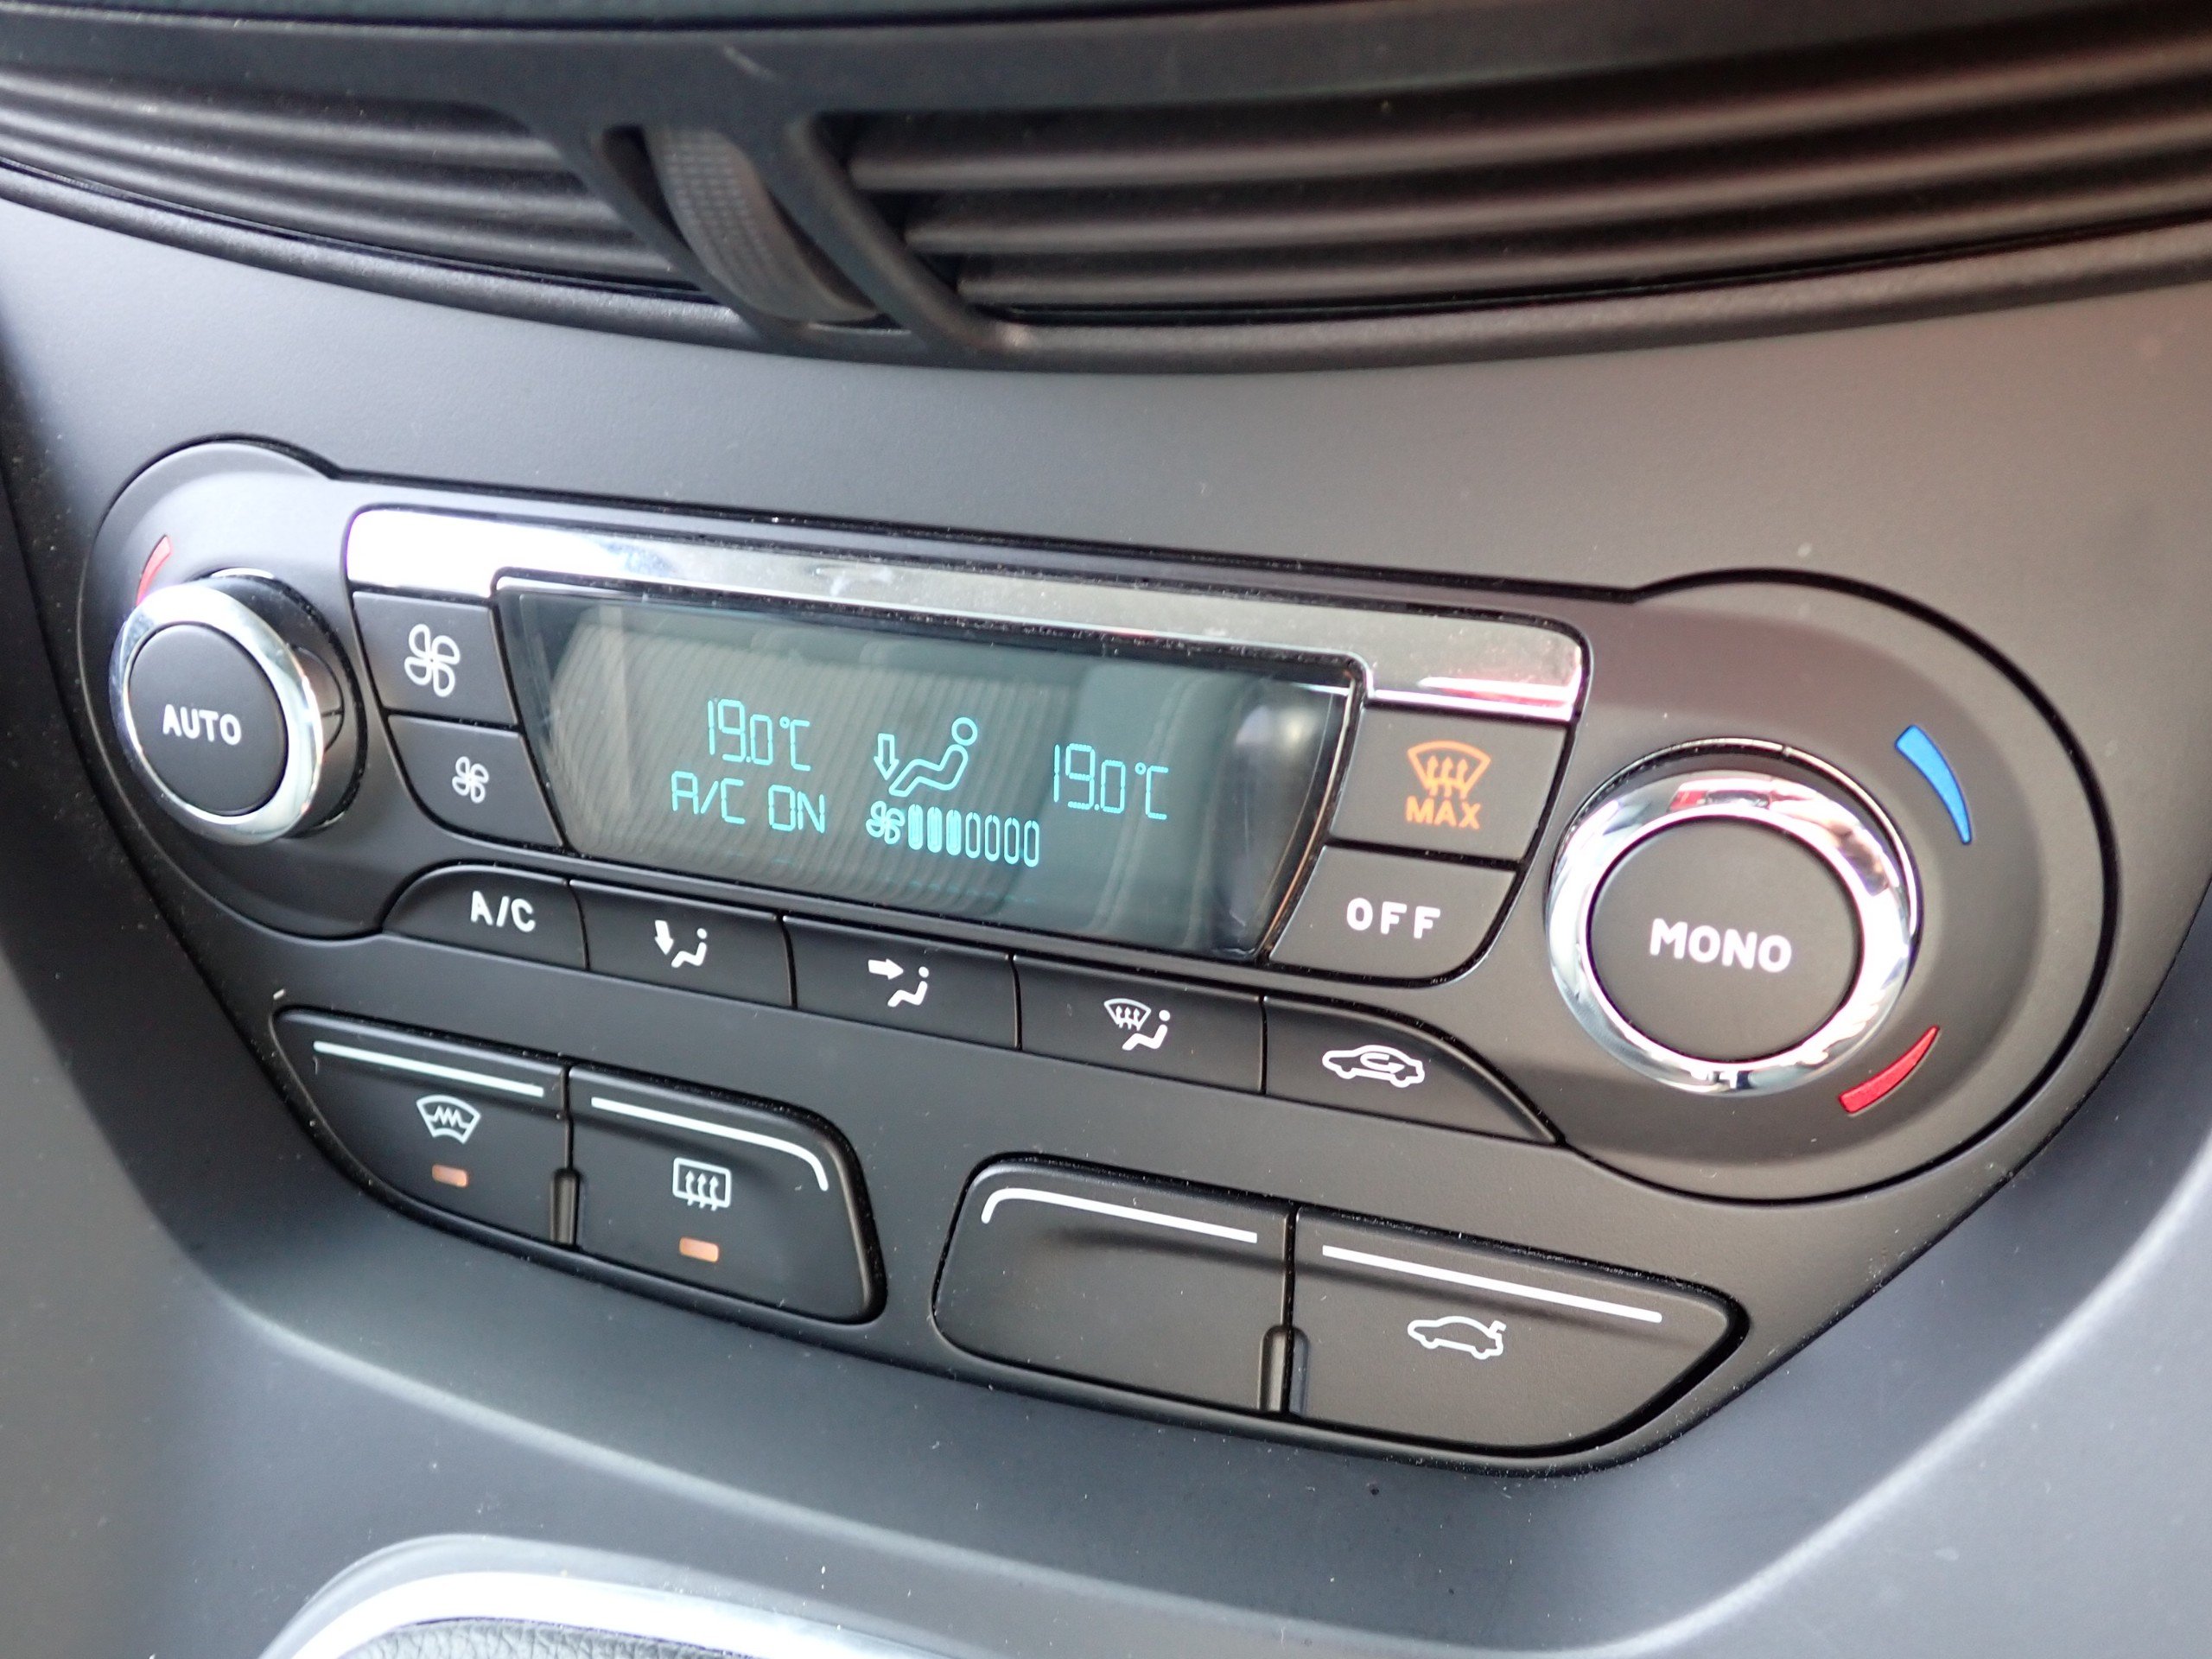 AUTO
19.0°C
19.0°C
A/C ON
MAX
A/C
OFF
MONO